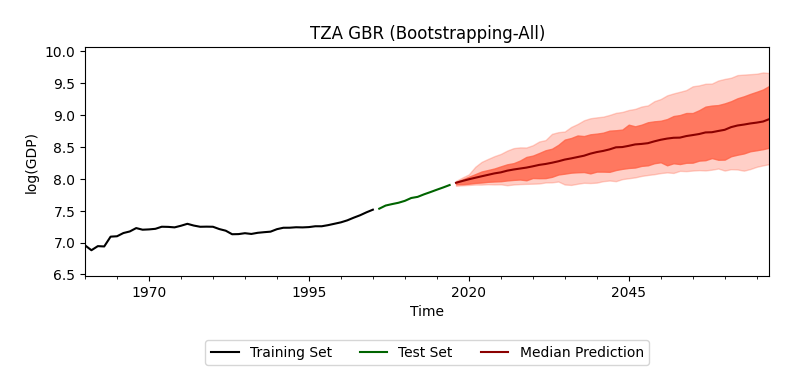 TZA GBR (Bootstrapping-All)
10.0
9.5
9.0
8.5
8.0
7.5
7.0
6.5
log(GDP)
1970 1995 2020 2045
Time
Training Set Test Set Median Prediction